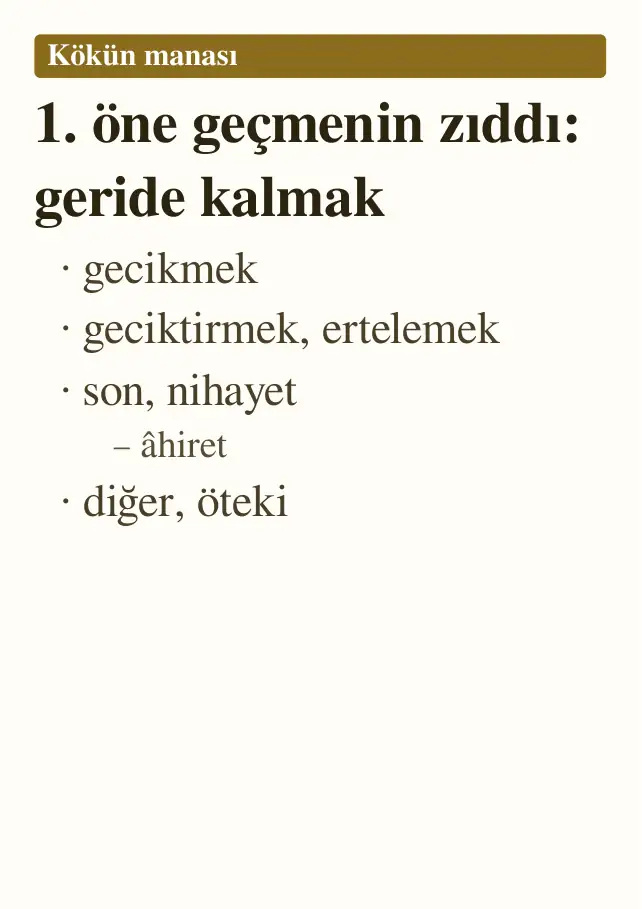 Kökün manası
1. öne geçmenin zıddı:
geride kalmak
· gecikmek
· geciktirmek, ertelemek
· son, nihayet
– âhiret
· diğer, öteki